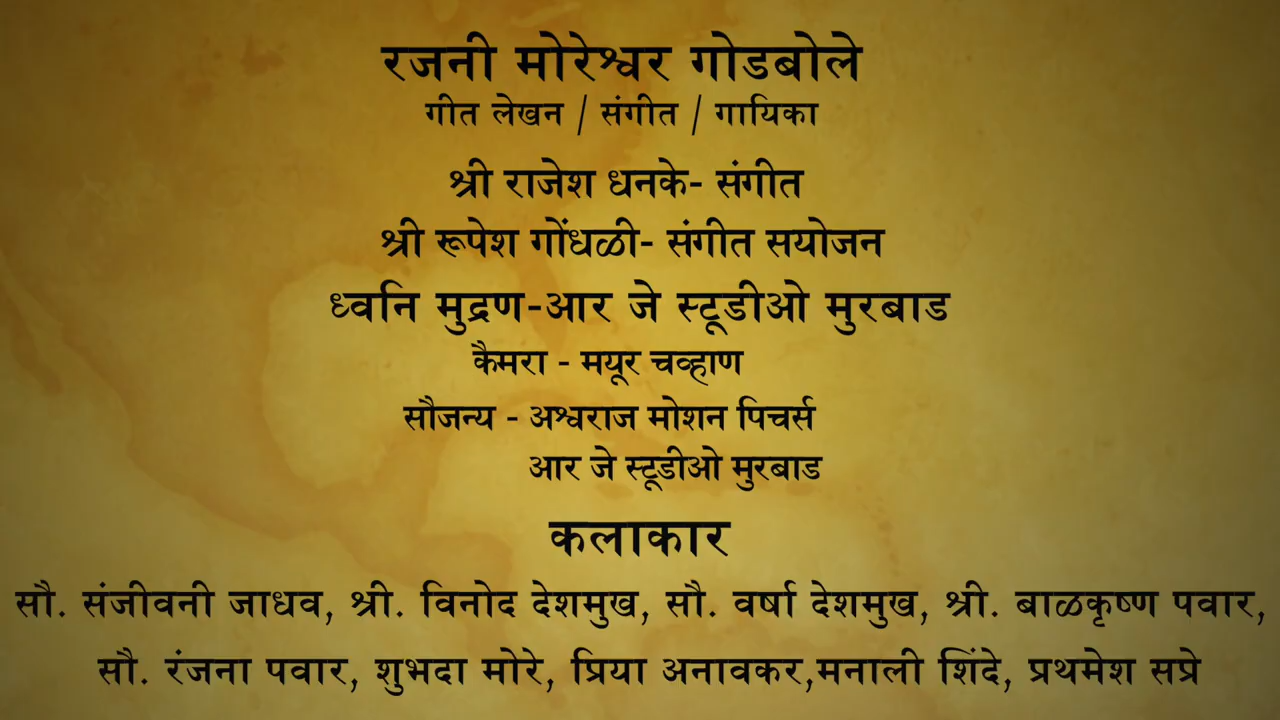 रजनी मोरेश्वर गोडबोले
गीत लेखन / संगीत / गायिका
श्री राजेश धनके- संगीत
श्री रूपेश गोंधळी- संगीत सयोजन
ध्वनि मुद्रण-आर जे स्टूडीओ मुरबाड
कैमरा - मयूर चव्हाण
सौजन्य - अश्वराज मोशन पिचर्स
आर जे स्टूडीओ मुरबाड
कलाकार
सौ. संजीवनी जाधव, श्री. विनोद देशमुख, सौ. वर्षा देशमुख, श्री. बाळकृष्ण पवार,
सौ. रंजना पवार, शुभदा मोरे, प्रिया अनावकर,मनाली शिंदे, प्रथमेश सप्रे